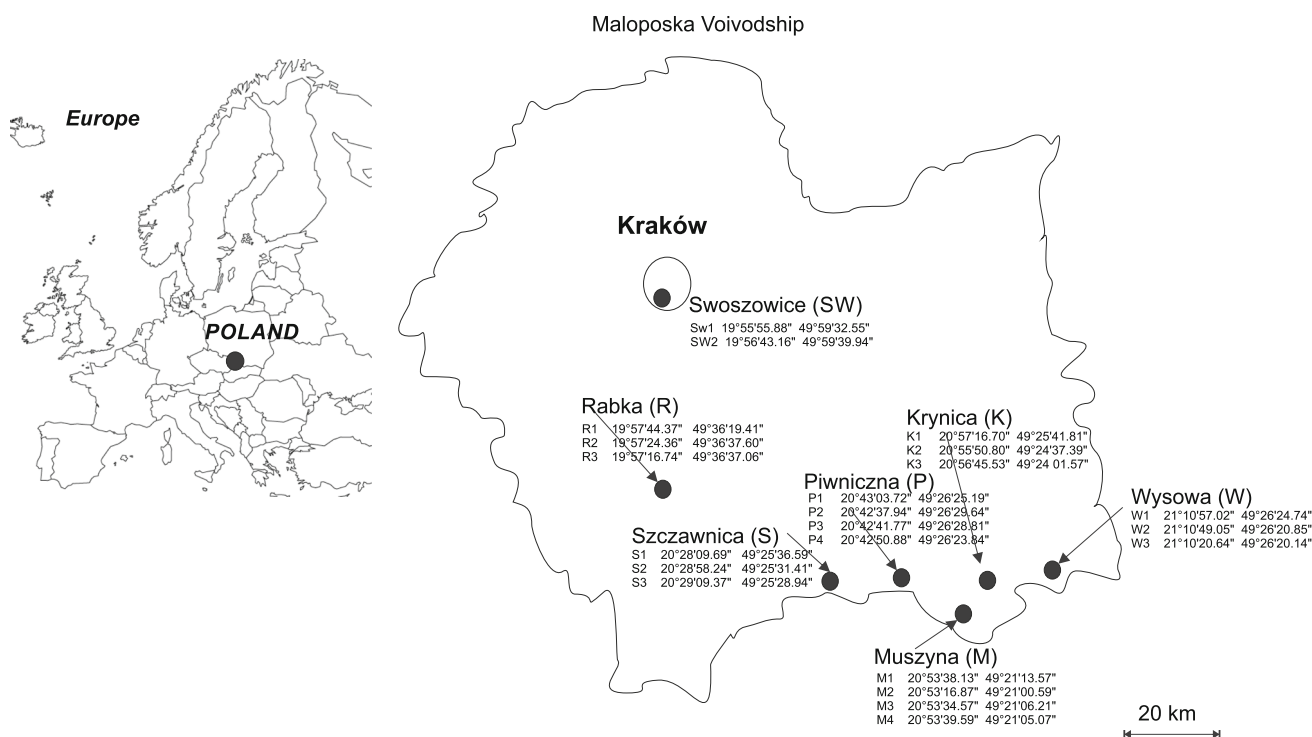 Maloposka Voivodship
Europe
POLAND
Kraków
Swoszowice (SW)
Sw1 19°55'55.88" 49°59'32.55"
SW2 19°56'43.16" 49°59'39.94"
Rabka (R)
R1 19°57'44.37" 49°36'19.41"
R2 19°57'24.36" 49°36'37.60"
R3 19°57'16.74" 49°36'37.06"
Krynica (K)
K1 20°57'16.70" 49°25'41.81"
K2 20°55'50.80" 49°24'37.39"
K3 20°56'45.53" 49°24 01.57"
Piwniczna (P)
P1 20°43'03.72" 49°26'25.19"
P2 20°42'37.94" 49°26'29.64"
P3 20°42'41.77" 49°26'28.81"
P4 20°42'50.88" 49°26'23.84"
Wysowa (W)
W1 21°10'57.02" 49°26'24.74"
W2 21°10'49.05" 49°26'20.85"
W3 21°10'20.64" 49°26'20.14"
Szczawnica (S)
S1 20°28'09.69" 49°25'36.59"
S2 20°28'58.24" 49°25'31.41"
S3 20°29'09.37" 49°25'28.94"
Muszyna (M)
M1 20°53'38.13" 49°21'13.57"
M2 20°53'16.87" 49°21'00.59"
M3 20°53'34.57" 49°21'06.21"
M4 20°53'39.59" 49°21'05.07"
20 km